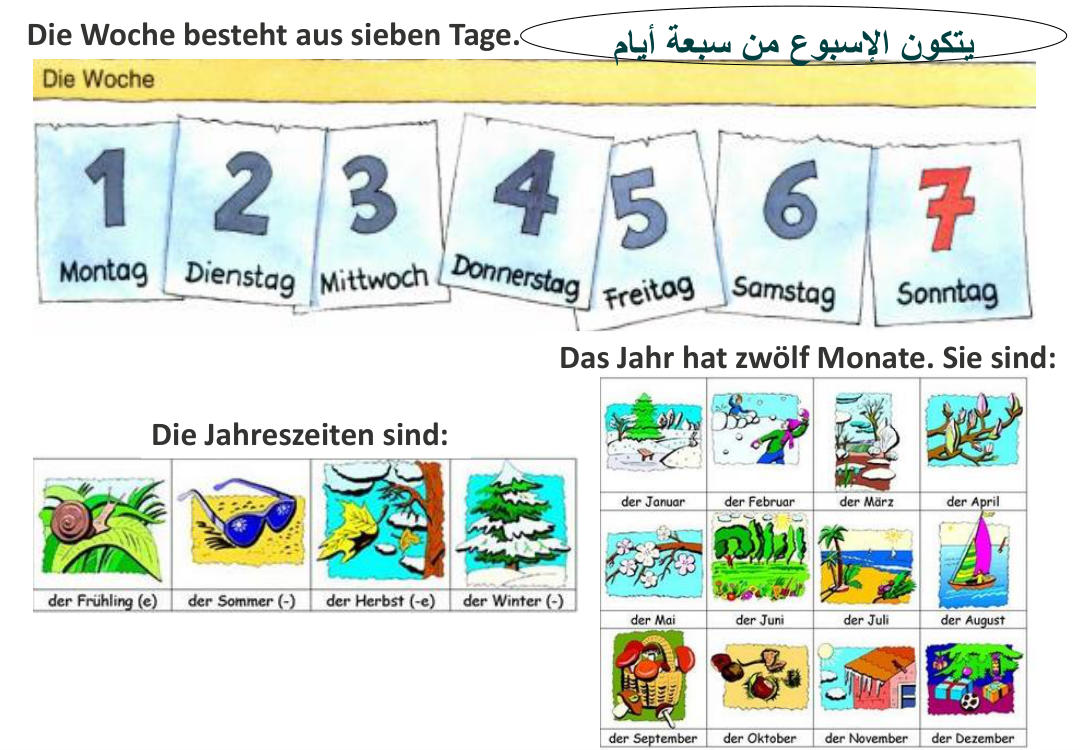 Die Woche besteht aus sieben Tage.
يتكون الإسبوع من سبعة أيام
Die Woche
1 2 3 4 5 6 7
Montag Dienstag Mittwoch Donnerstag Freitag Samstag Sonntag
Das Jahr hat zwölf Monate. Sie sind:
der Januar der Februar der März der April
der Mai der Juni der Juli der August
der September der Oktober der November der Dezember
Die Jahreszeiten sind:
der Frühling (e) der Sommer (-) der Herbst (-e) der Winter (-)